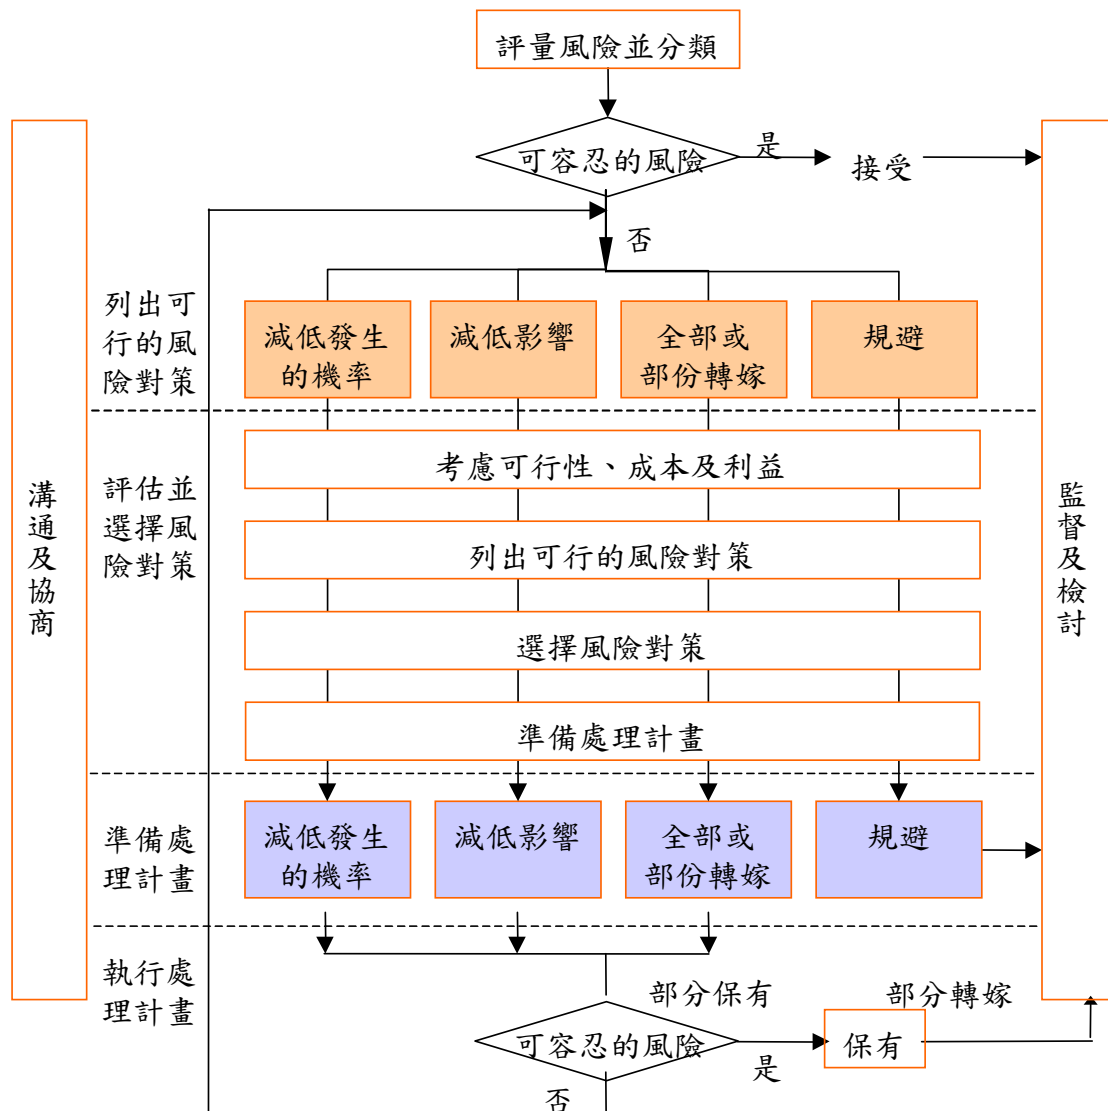 評量風險並分類
可容忍的風險
是
接受
否
列出可
行的風
險對策
減低發生
的機率
減低影響
全部或
部份轉嫁
規避
溝通及協商
評估並
選擇風
險對策
考慮可行性、成本及利益
列出可行的風險對策
選擇風險對策
準備處理計畫
監督及檢討
準備處
理計畫
減低發生
的機率
減低影響
全部或
部份轉嫁
規避
執行處
理計畫
部分保有
部分轉嫁
可容忍的風險
是
保有
否